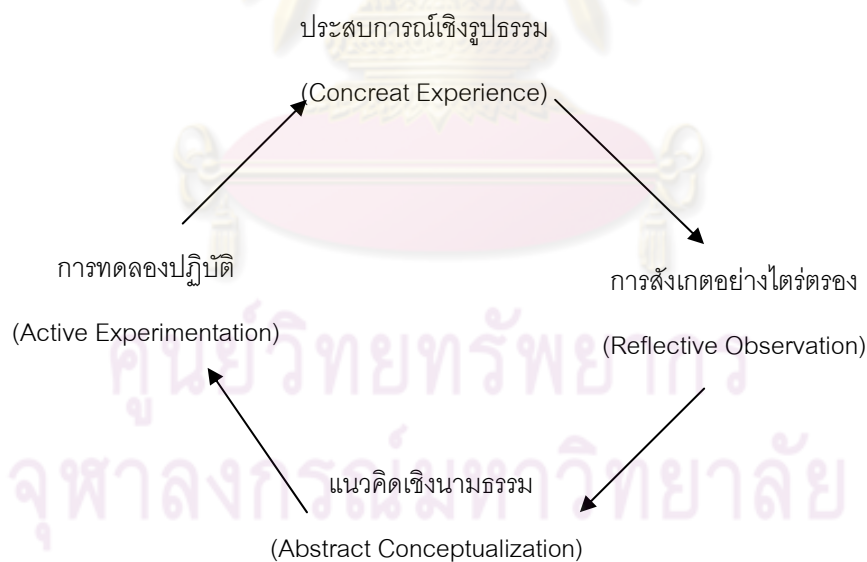 ประสบการณ์เชิงรูปธรรม
(Concreat Experience)
การทดลองปฏิบัติ
(Active Experimentation)
การสังเกตอย่างไตร่ตรอง
(Reflective Observation)
แนวคิดเชิงนามธรรม
(Abstract Conceptualization)
ศูนย์วิทยทรัพยากร
จุฬาลงกรณ์มหาวิทยาลัย